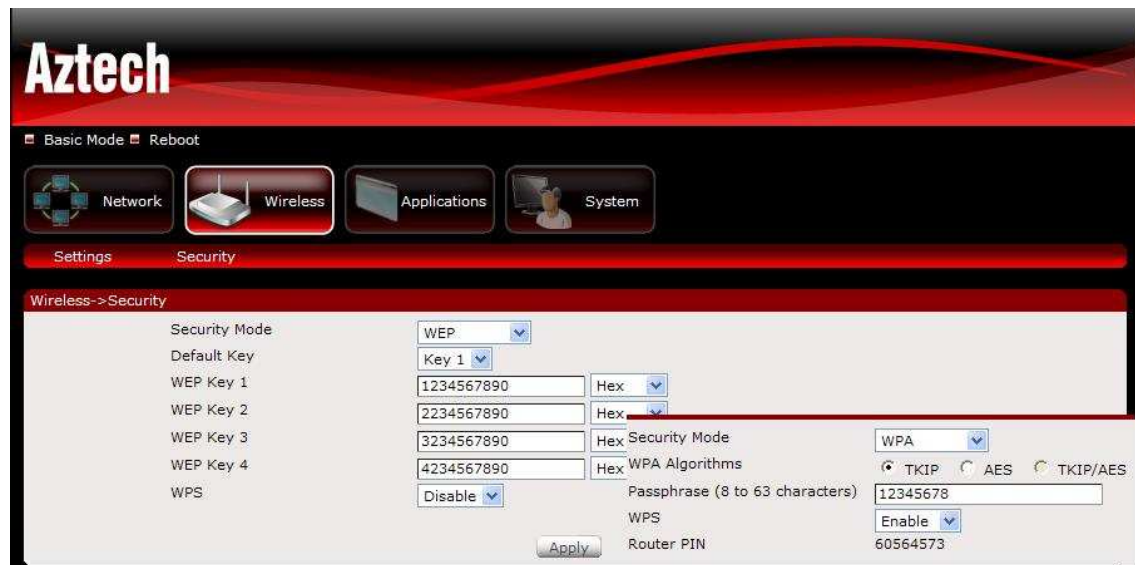 Aztech
Basic Mode Reboot
Network Wireless Applications System
Settings Security
Wireless->Security
Security Mode WEP
Default Key Key 1
WEP Key 1 1234567890 Hex
WEP Key 2 2234567890 Hex
WEP Key 3 3234567890 Hex
WEP Key 4 4234567890 Hex
WPS Disable
Apply
Security Mode WPA
WPA Algorithms TKIP AES TKIP/AES
Passphrase (8 to 63 characters) 12345678
WPS Enable
Router PIN 60564573